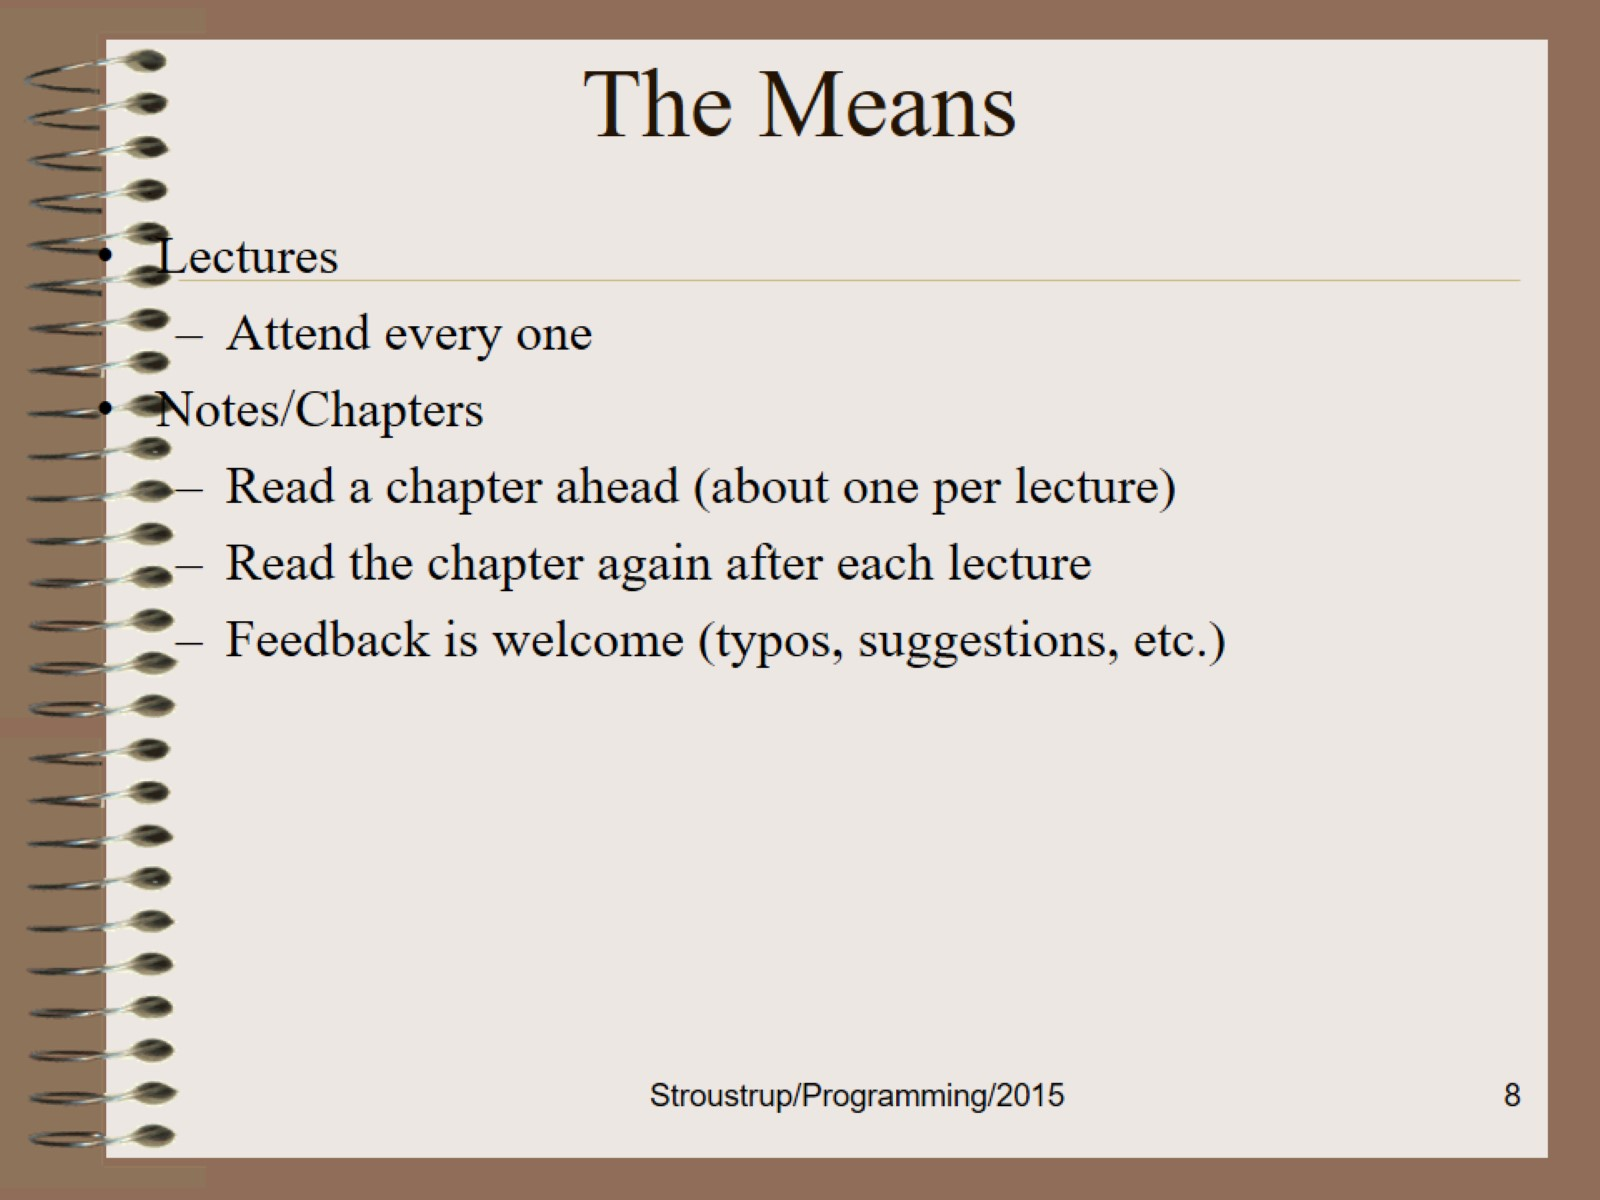 The Means
• Lectures
– Attend every one
• Notes/Chapters
– Read a chapter ahead (about one per lecture)
– Read the chapter again after each lecture
– Feedback is welcome (typos, suggestions, etc.)
Stroustrup/Programming/2015
8